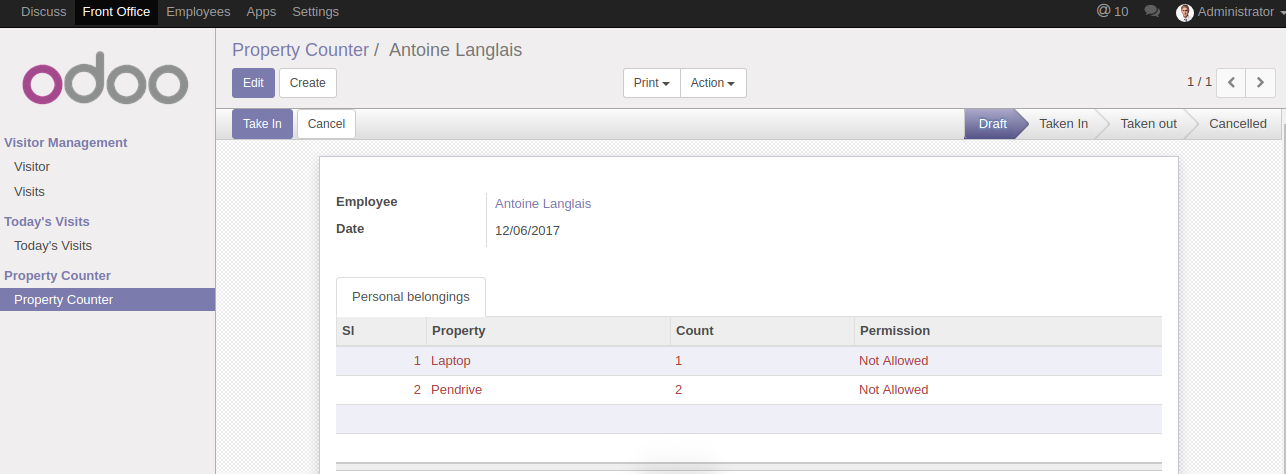 Discuss Front Office Employees Apps Settings @ 10 Administrator
odoo
Property Counter / Antoine Langlais
Edit Create Print Action 1 / 1
Take In Cancel Draft Taken In Taken out Cancelled
Visitor Management
Visitor
Visits
Today's Visits
Today's Visits
Property Counter
Property Counter
Employee Antoine Langlais
Date 12/06/2017
Personal belongings
Sl Property Count Permission
1 Laptop 1 Not Allowed
2 Pendrive 2 Not Allowed